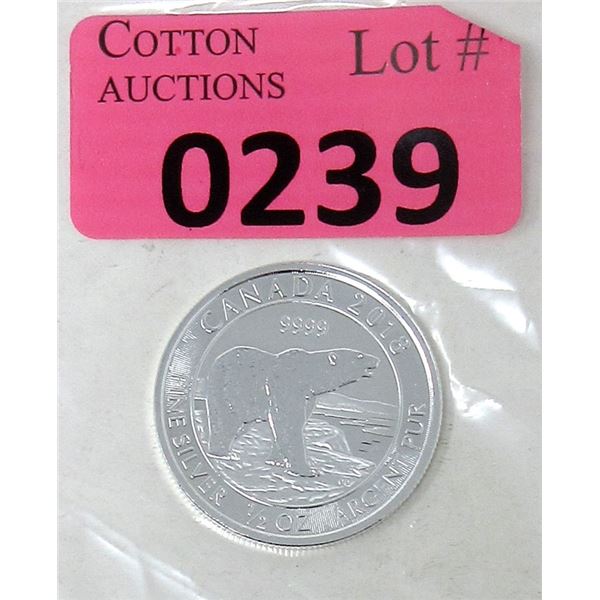 COTTON
AUCTIONS
Lot #
0239
CANADA 2018
9999
FINE SILVER 1/2 OZ ARGENT PUR